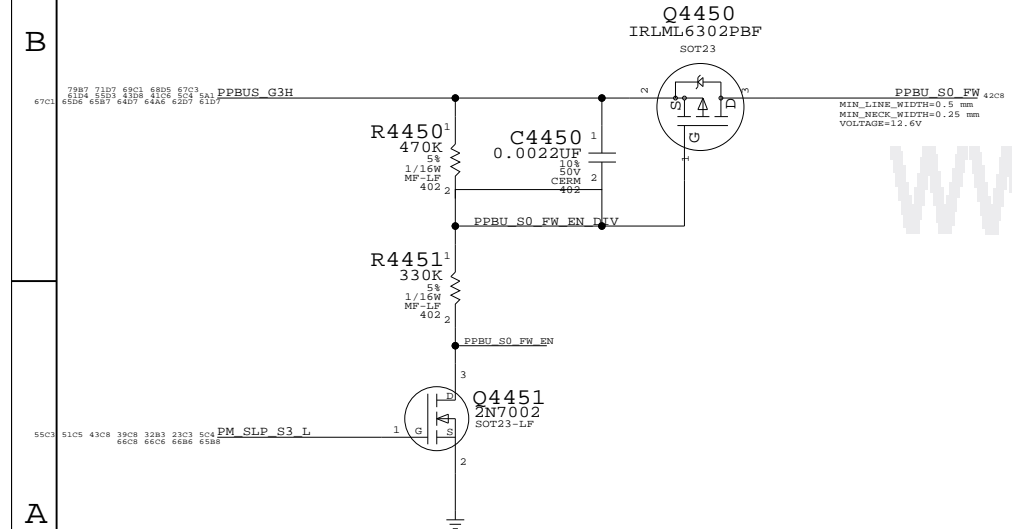 B
Q4450
IRLML6302PBF
SOT23
79B7 71D7 69C1 68D5 67C3
61D4 55D3 43D8 41C6 5C4 5A1
67C1 65D6 65B7 64D7 64A6 62D7 61D7
PPBUS_G3H
2
S
D
3
G
1
PPBU_S0_FW 42C8
MIN_LINE_WIDTH=0.5 mm
MIN_NECK_WIDTH=0.25 mm
VOLTAGE=12.6V
R4450 1
470K
5%
1/16W
MF-LF
402 2
C4450 1
0.0022UF
10%
50V
CERM
402
2
PPBU_S0_FW_EN_DIV
R4451 1
330K
5%
1/16W
MF-LF
402 2
PPBU_S0_FW_EN
3
D
Q4451
2N7002
SOT23-LF
55C3 51C5 43C8 39C8 32B3 23C3 5C4
66C8 66C6 66B6 65B8
PM_SLP_S3_L
1 G S
2
A
W